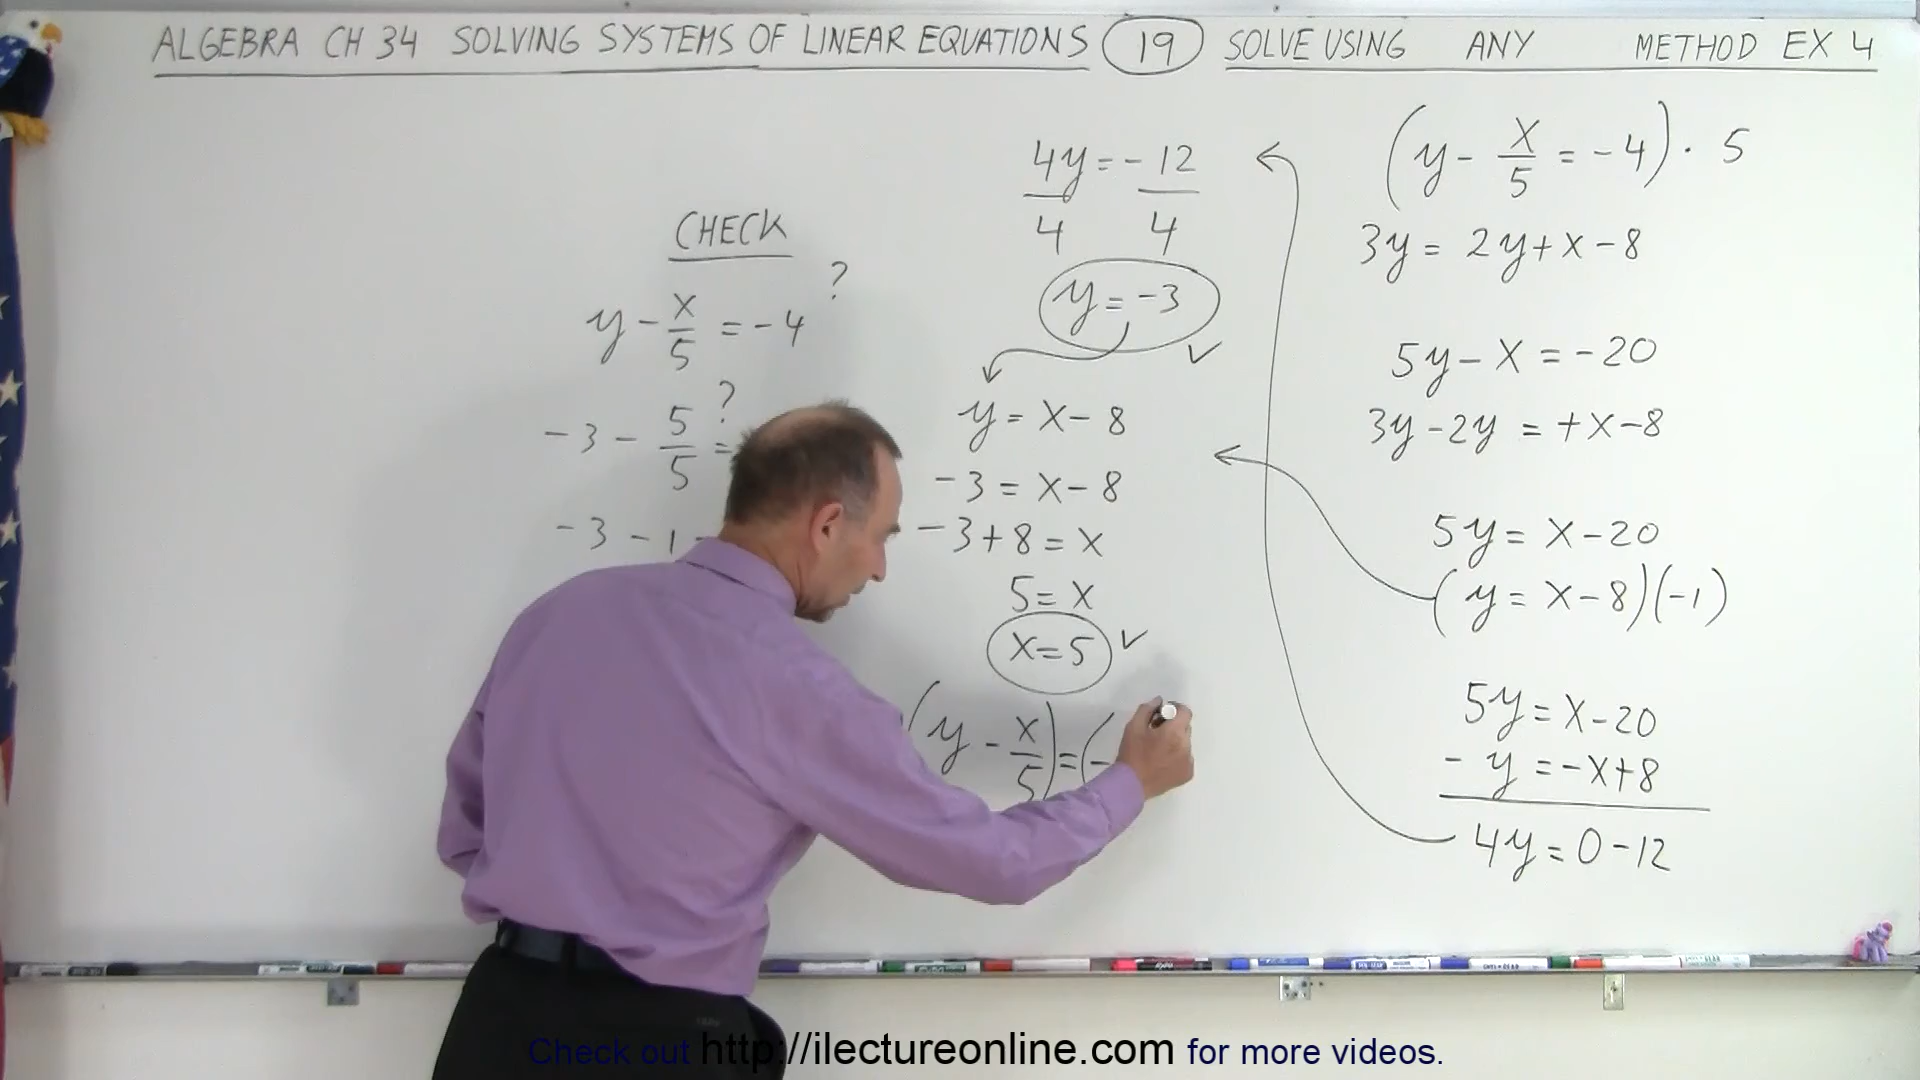 ALGEBRA CH 34 SOLVING SYSTEMS OF LINEAR EQUATIONS 19 SOLVE USING ANY METHOD EX 4
CHECK
y - x/5 = -4 ?
-3 - 5/5 = ?
-3 - 1
4y = -12
4 4
y = -3 ✓
y = x - 8
-3 = x - 8
-3 + 8 = x
5 = x
x = 5 ✓
(y - x/5) = (-
(y - x/5 = -4) · 5
3y = 2y + x - 8
5y - x = -20
3y - 2y = +x - 8
5y = x - 20
(y = x - 8)(-1)
5y = x - 20
- y = -x + 8
4y = 0 - 12
Check out http://ilectureonline.com for more videos.